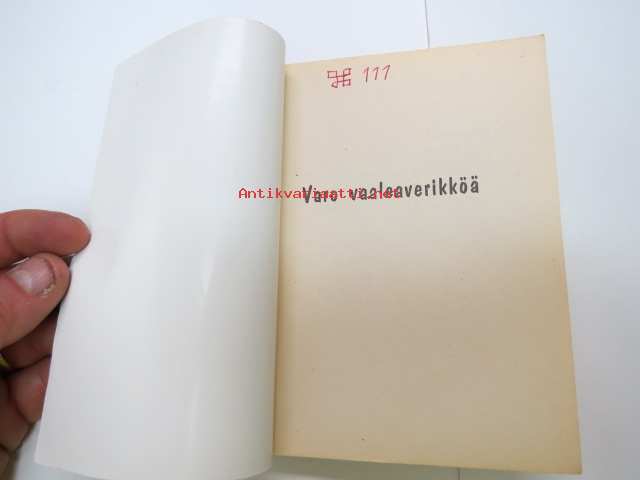 ⌘ 111
Varo vaaleaverikköä
Antikvariaatti.net